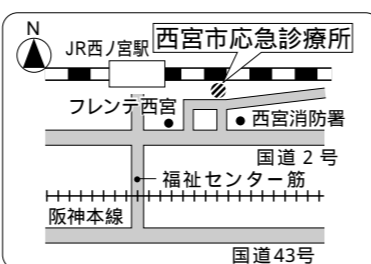 N
JR西ノ宮駅
西宮市応急診療所
フレンテ西宮
西宮消防署
国道2号
福祉センター筋
阪神本線
国道43号